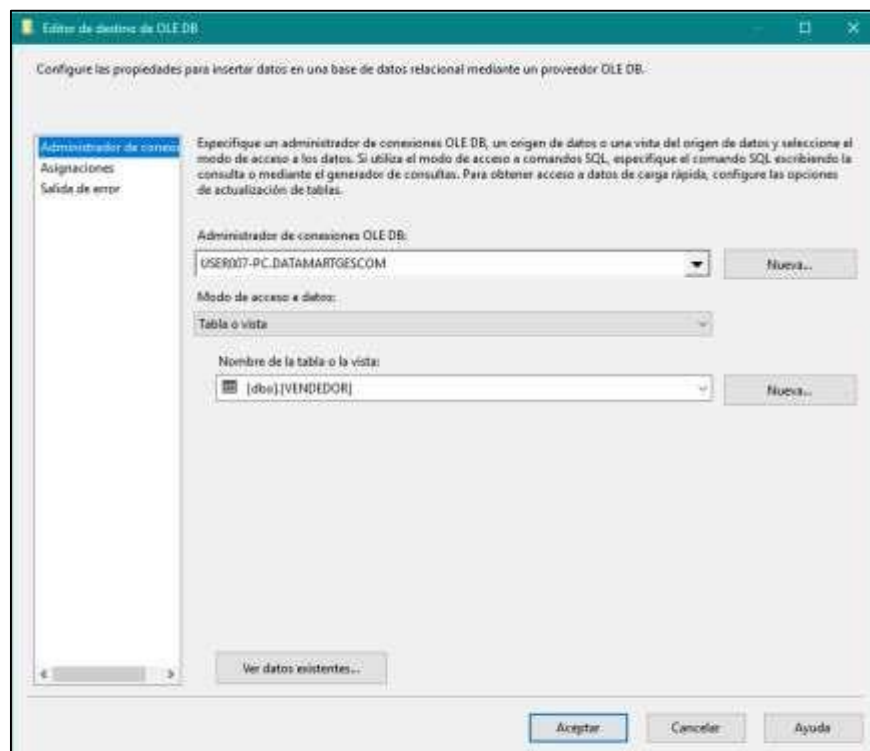 Editor de destino de OLE DB
Configure las propiedades para insertar datos en una base de datos relacional mediante un proveedor OLE DB.
Administrador de conexi
Asignaciones
Salida de error
Especifique un administrador de conexiones OLE DB, un origen de datos o una vista del origen de datos y seleccione el
modo de acceso a los datos. Si utiliza el modo de acceso a comandos SQL, especifique el comando SQL escribiendo la
consulta o mediante el generador de consultas. Para obtener acceso a datos de carga rápida, configure las opciones
de actualización de tablas.
Administrador de conexiones OLE DB:
USER007-PC.DATAMARTGESCOM
Nueva...
Modo de acceso a datos:
Tabla o vista
Nombre de la tabla o la vista:
[dbo].[VENDEDOR]
Nueva...
Ver datos existentes...
Aceptar
Cancelar
Ayuda